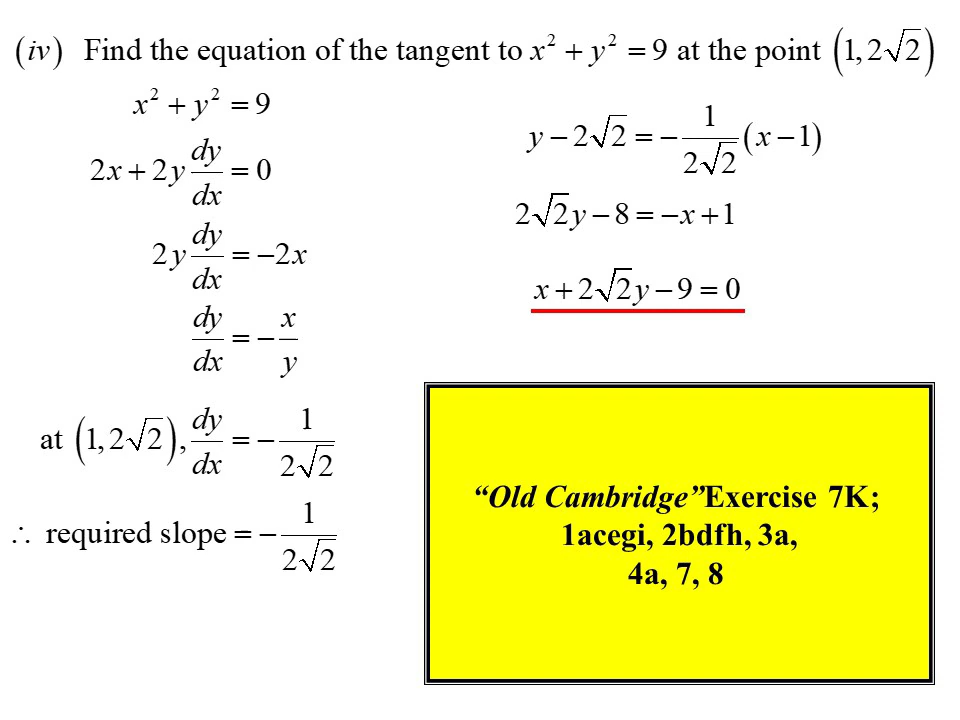 (iv) Find the equation of the tangent to x² + y² = 9 at the point (1, 2√2)
x² + y² = 9
2x + 2y dy/dx = 0
2y dy/dx = −2x
dy/dx = − x/y
at (1, 2√2), dy/dx = − 1/(2√2)
∴ required slope = − 1/(2√2)
y − 2√2 = − 1/(2√2) (x − 1)
2√2y − 8 = −x + 1
x + 2√2y − 9 = 0
“Old Cambridge”Exercise 7K;
1acegi, 2bdfh, 3a,
4a, 7, 8